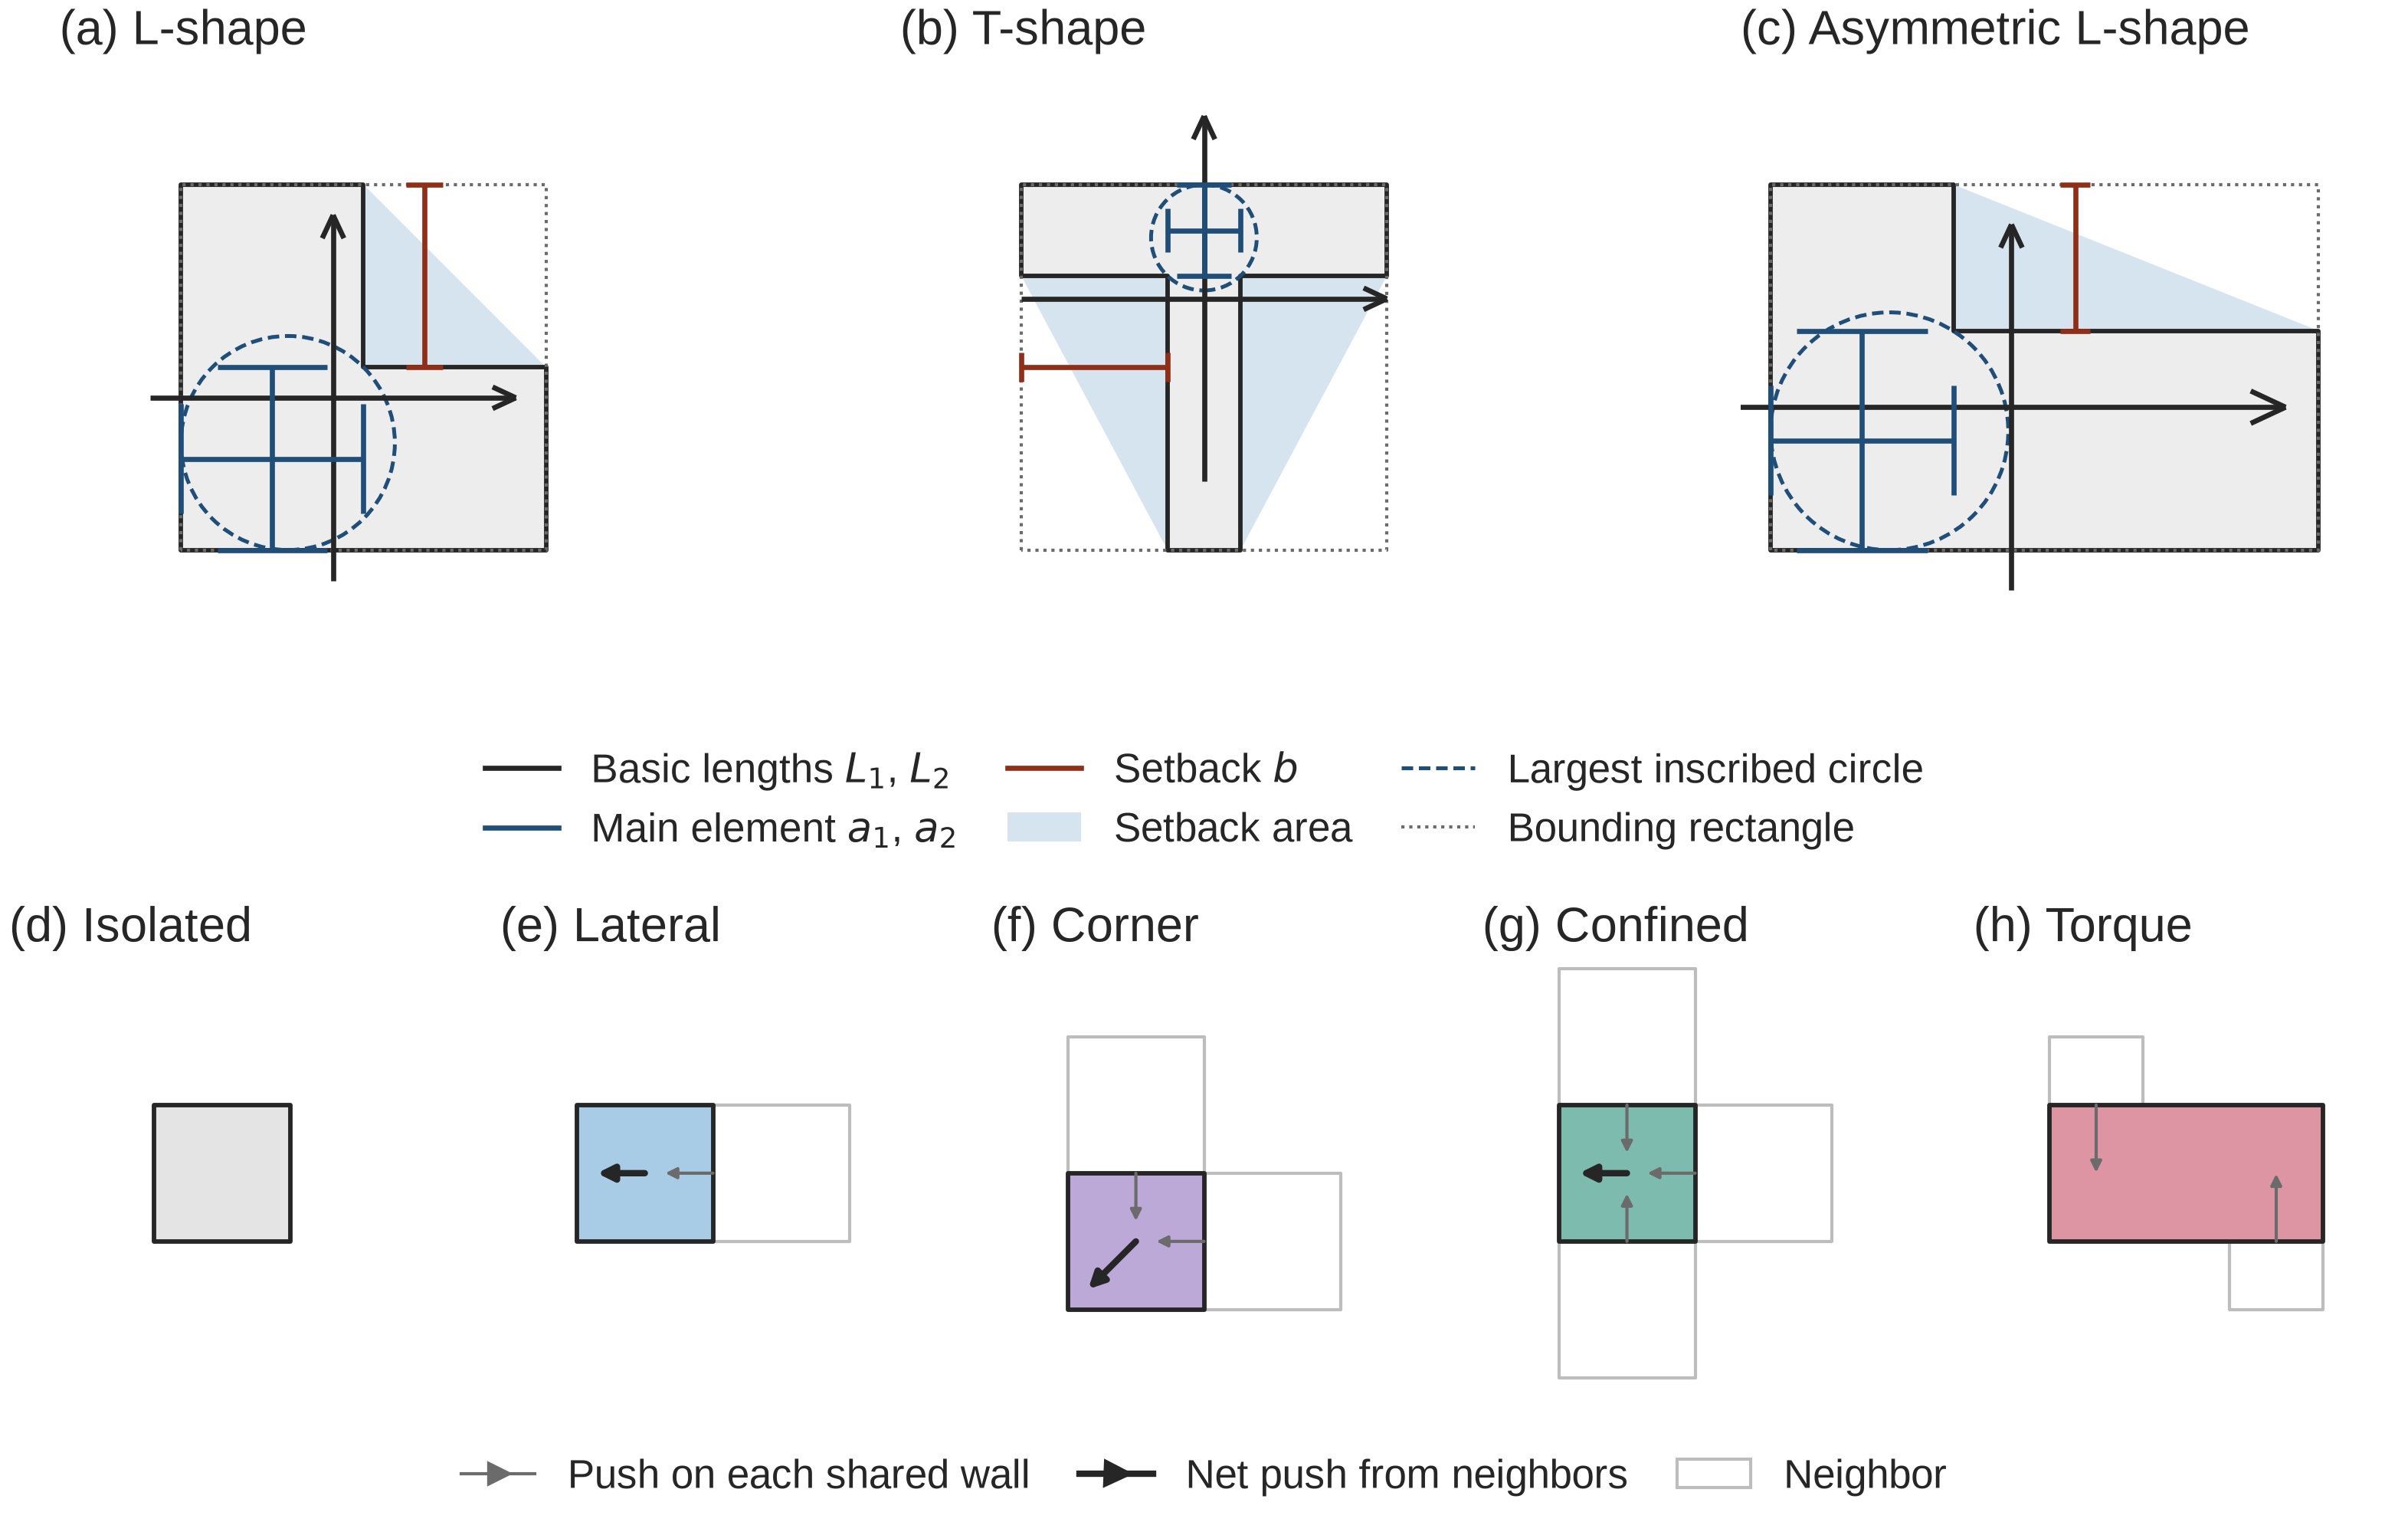 (a) L-shape
(b) T-shape
(c) Asymmetric L-shape
Basic lengths L₁, L₂
Setback b
Largest inscribed circle
Main element a₁, a₂
Setback area
Bounding rectangle
(d) Isolated
(e) Lateral
(f) Corner
(g) Confined
(h) Torque
Push on each shared wall
Net push from neighbors
Neighbor